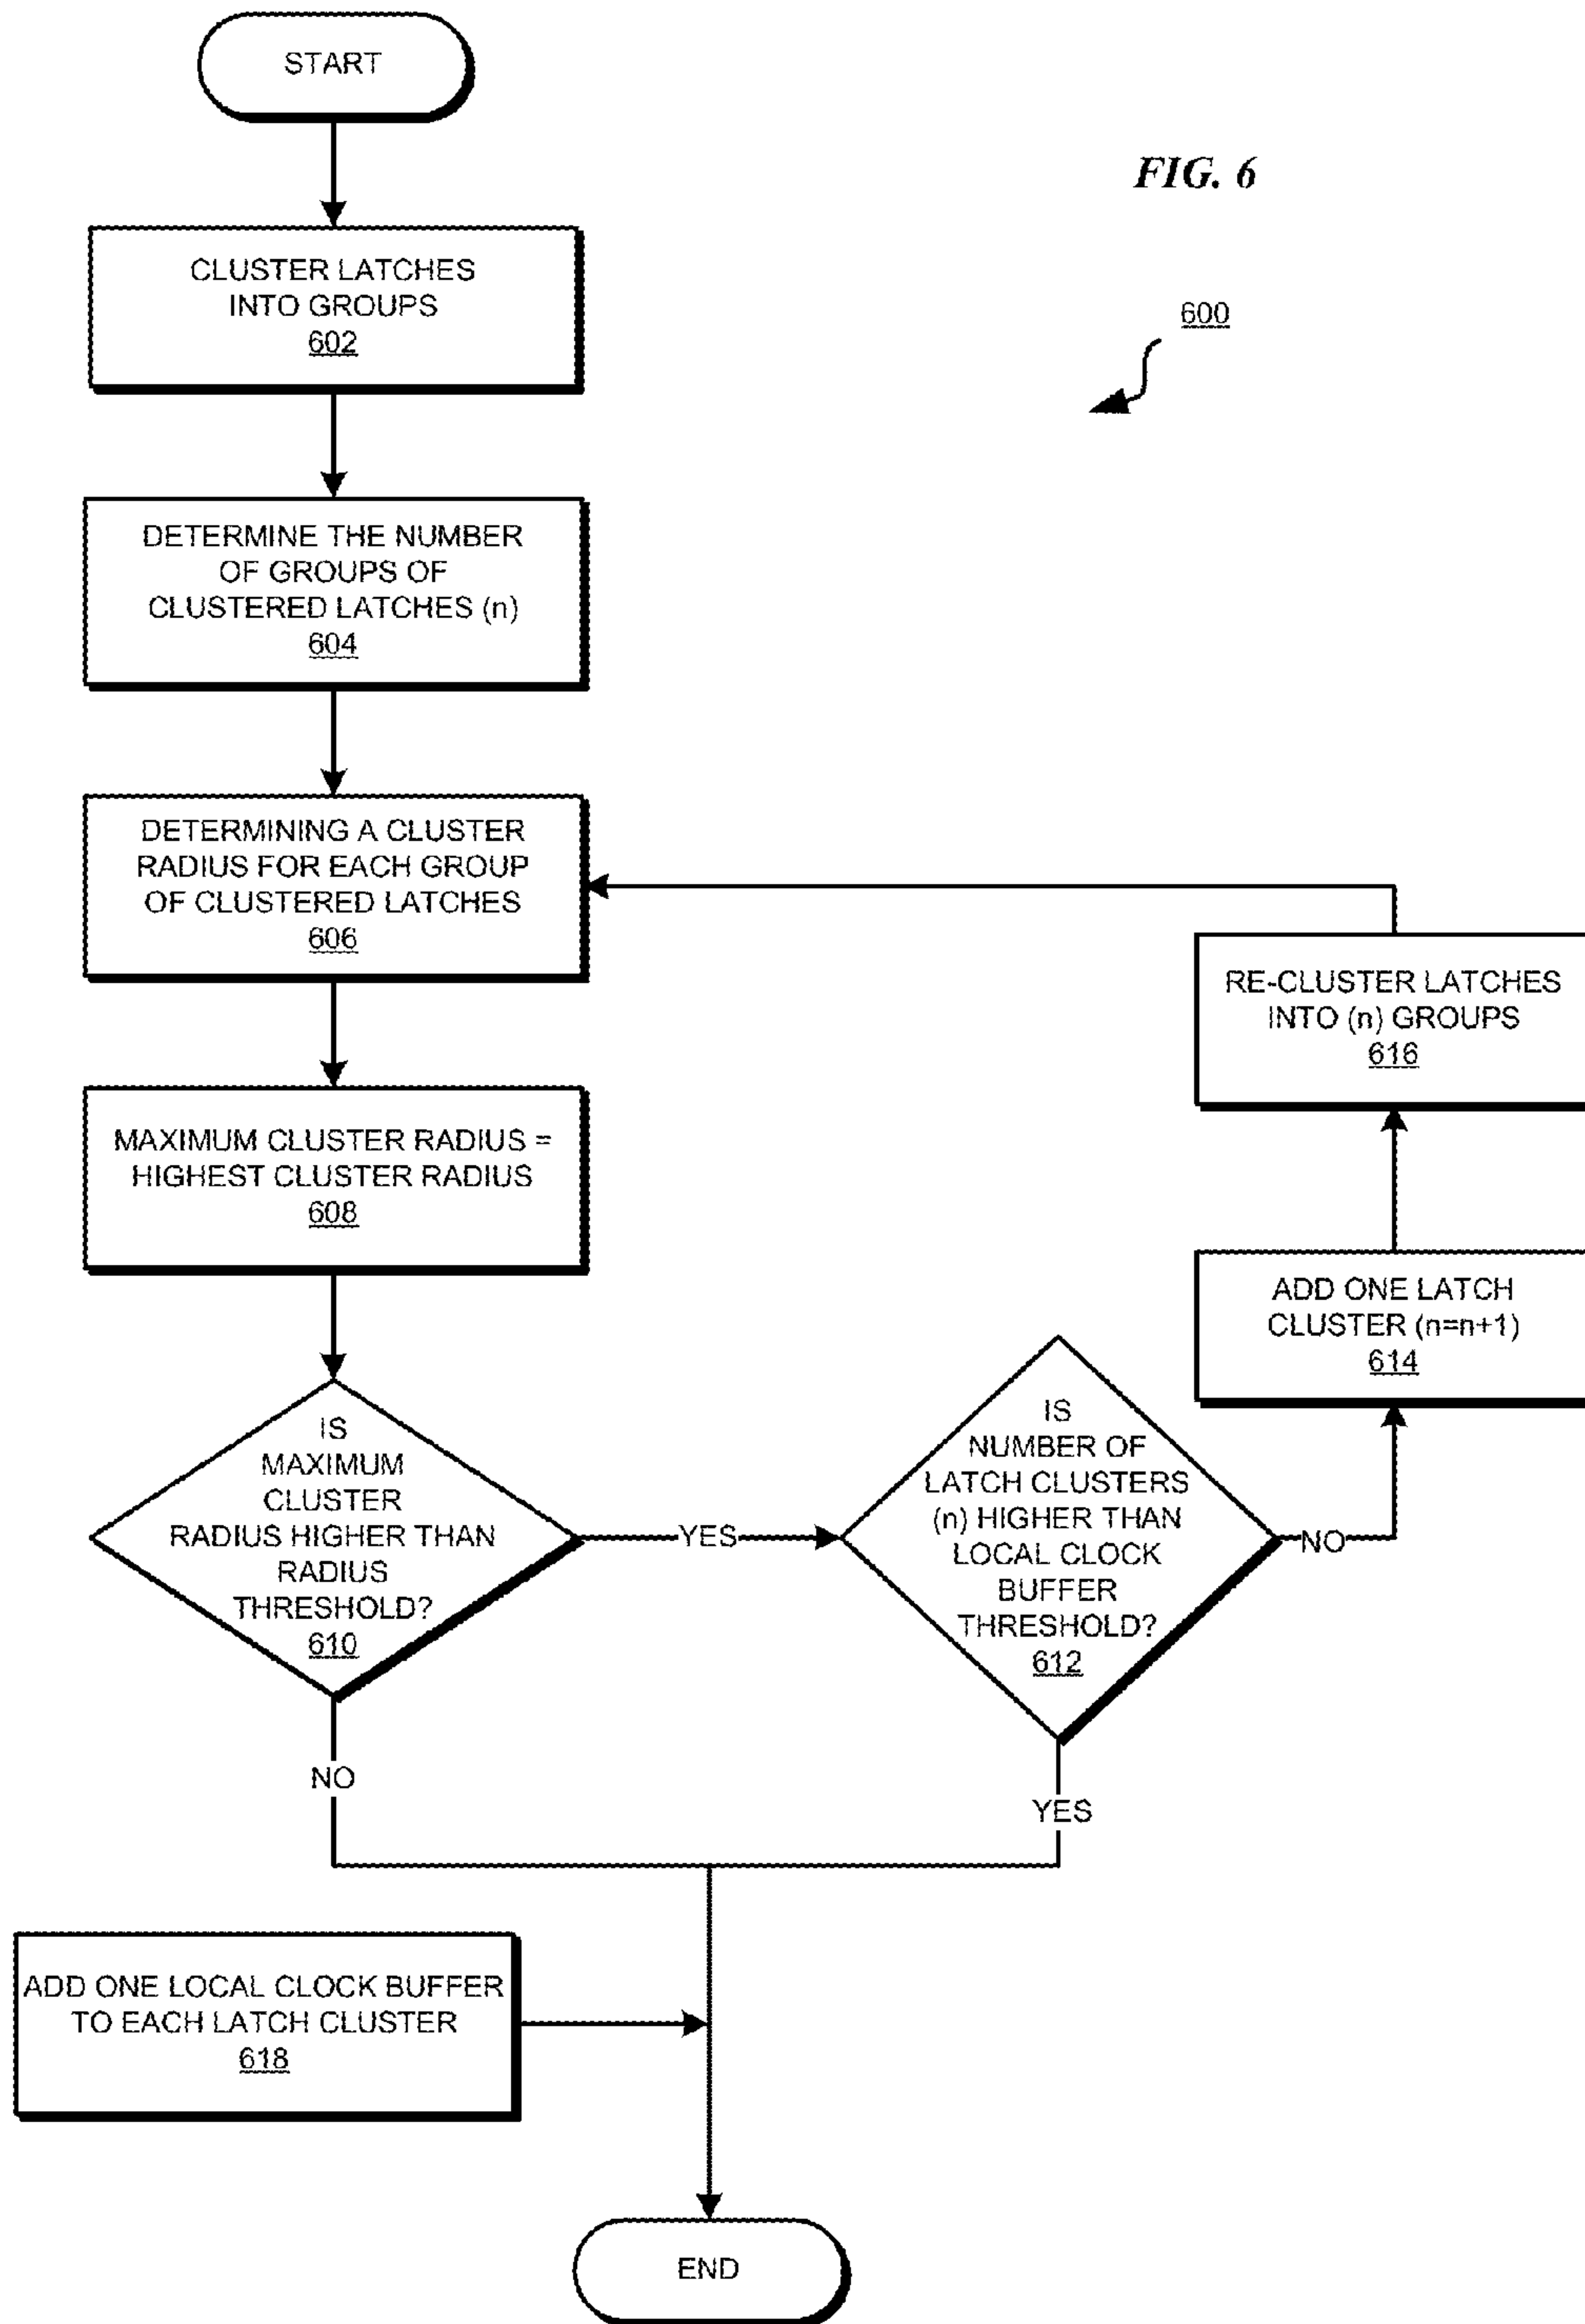 START
FIG. 6
600
CLUSTER LATCHES
INTO GROUPS
602
DETERMINE THE NUMBER
OF GROUPS OF
CLUSTERED LATCHES (n)
604
DETERMINING A CLUSTER
RADIUS FOR EACH GROUP
OF CLUSTERED LATCHES
606
MAXIMUM CLUSTER RADIUS =
HIGHEST CLUSTER RADIUS
608
IS
MAXIMUM
CLUSTER
RADIUS HIGHER THAN
RADIUS
THRESHOLD?
610
YES
NO
IS
NUMBER OF
LATCH CLUSTERS
(n) HIGHER THAN
LOCAL CLOCK
BUFFER
THRESHOLD?
612
NO
YES
ADD ONE LATCH
CLUSTER (n=n+1)
614
RE-CLUSTER LATCHES
INTO (n) GROUPS
616
ADD ONE LOCAL CLOCK BUFFER
TO EACH LATCH CLUSTER
618
END